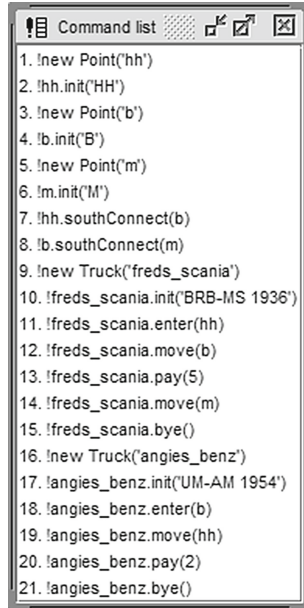 Command list
1. !new Point('hh')
2. !hh.init('HH')
3. !new Point('b')
4. !b.init('B')
5. !new Point('m')
6. !m.init('M')
7. !hh.southConnect(b)
8. !b.southConnect(m)
9. !new Truck('freds_scania')
10. !freds_scania.init('BRB-MS 1936')
11. !freds_scania.enter(hh)
12. !freds_scania.move(b)
13. !freds_scania.pay(5)
14. !freds_scania.move(m)
15. !freds_scania.bye()
16. !new Truck('angies_benz')
17. !angies_benz.init('UM-AM 1954')
18. !angies_benz.enter(b)
19. !angies_benz.move(hh)
20. !angies_benz.pay(2)
21. !angies_benz.bye()